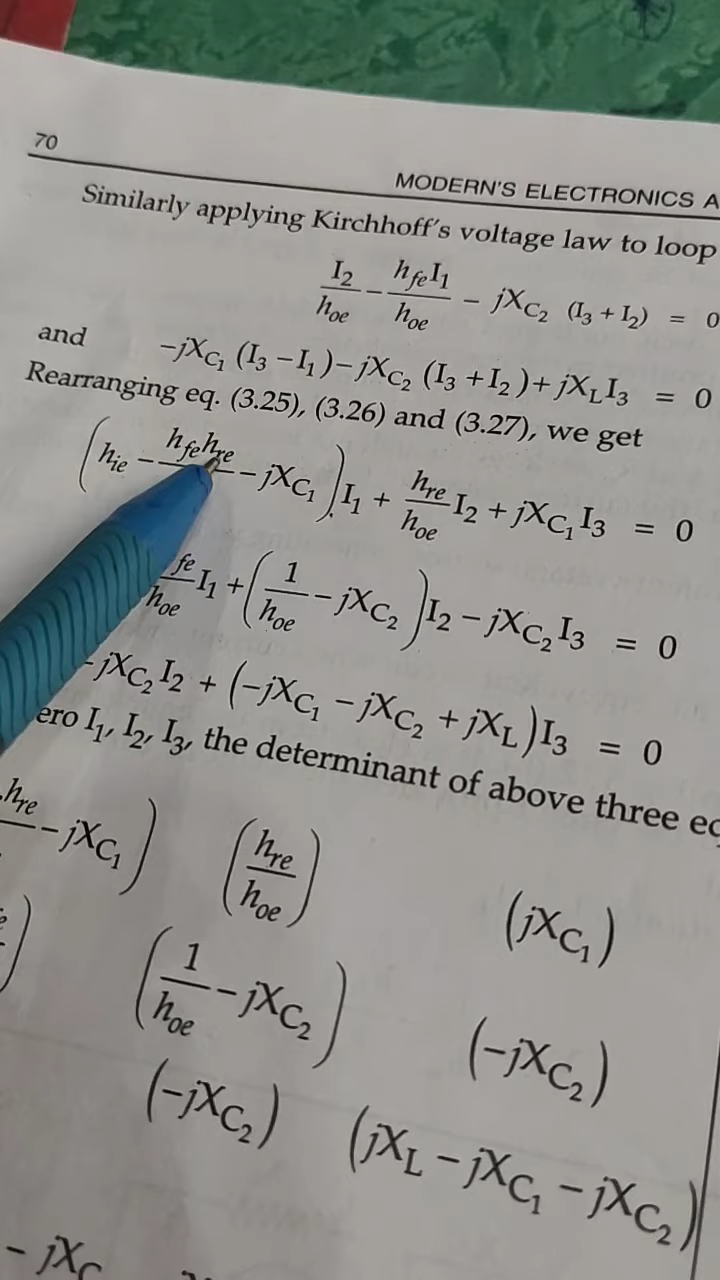 70
MODERN'S ELECTRONICS A
Similarly applying Kirchhoff's voltage law to loop
I₂/hoe − hfeI₁/hoe − jXC₂ (I₃ + I₂) = 0
and −jXC₁ (I₃ − I₁) − jXC₂ (I₃ + I₂) + jXLI₃ = 0
Rearranging eq. (3.25), (3.26) and (3.27), we get
(hie − hfehre − jXC₁) I₁ + hre/hoe I₂ + jXC₁ I₃ = 0
fe/hoe I₁ + (1/hoe − jXC₂) I₂ − jXC₂ I₃ = 0
−jXC₂ I₂ + (−jXC₁ − jXC₂ + jXL) I₃ = 0
ero I₁, I₂, I₃, the determinant of above three eq
hre − jXC₁) (hre/hoe) (jXC₁)
) (1/hoe − jXC₂) (−jXC₂)
(−jXC₂) (jXL − jXC₁ − jXC₂)
− jXC